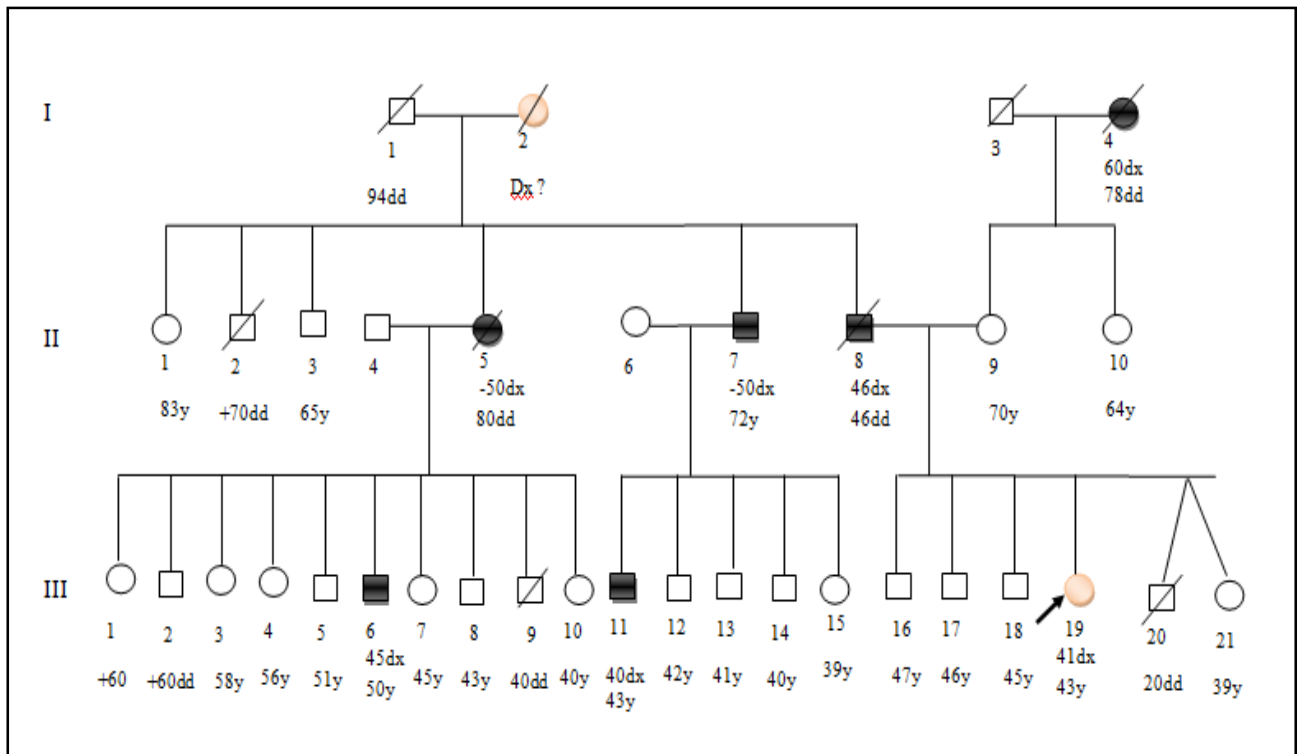 I
1
2
3
4
94dd
Dx ?
60dx
78dd
II
1
2
3
4
5
6
7
8
9
10
83y
+70dd
65y
-50dx
80dd
-50dx
72y
46dx
46dd
70y
64y
III
1
2
3
4
5
6
7
8
9
10
11
12
13
14
15
16
17
18
19
20
21
+60
+60dd
58y
56y
51y
45dx
50y
45y
43y
40dd
40y
40dx
43y
42y
41y
40y
39y
47y
46y
45y
41dx
43y
20dd
39y